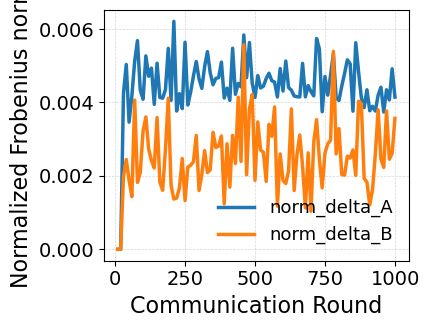 Normalized Frobenius norm
0.006
0.004
0.002
0.000
norm_delta_A
norm_delta_B
0
250
500
750
1000
Communication Round